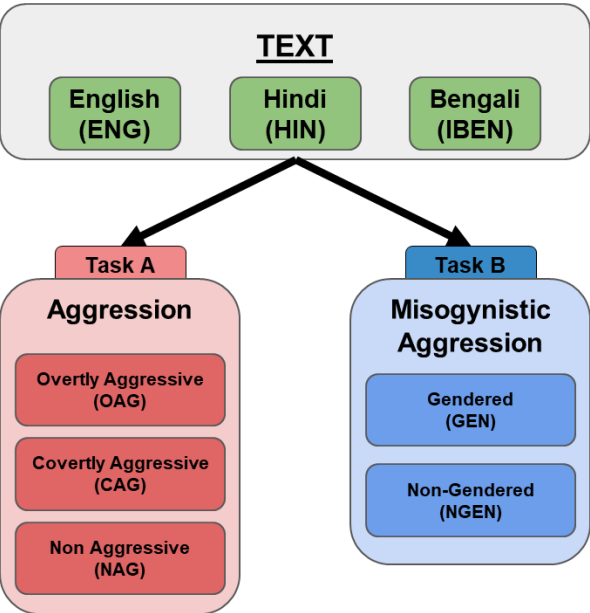 TEXT
English
(ENG)
Hindi
(HIN)
Bengali
(IBEN)
Task A
Aggression
Overtly Aggressive
(OAG)
Covertly Aggressive
(CAG)
Non Aggressive
(NAG)
Task B
Misogynistic
Aggression
Gendered
(GEN)
Non-Gendered
(NGEN)